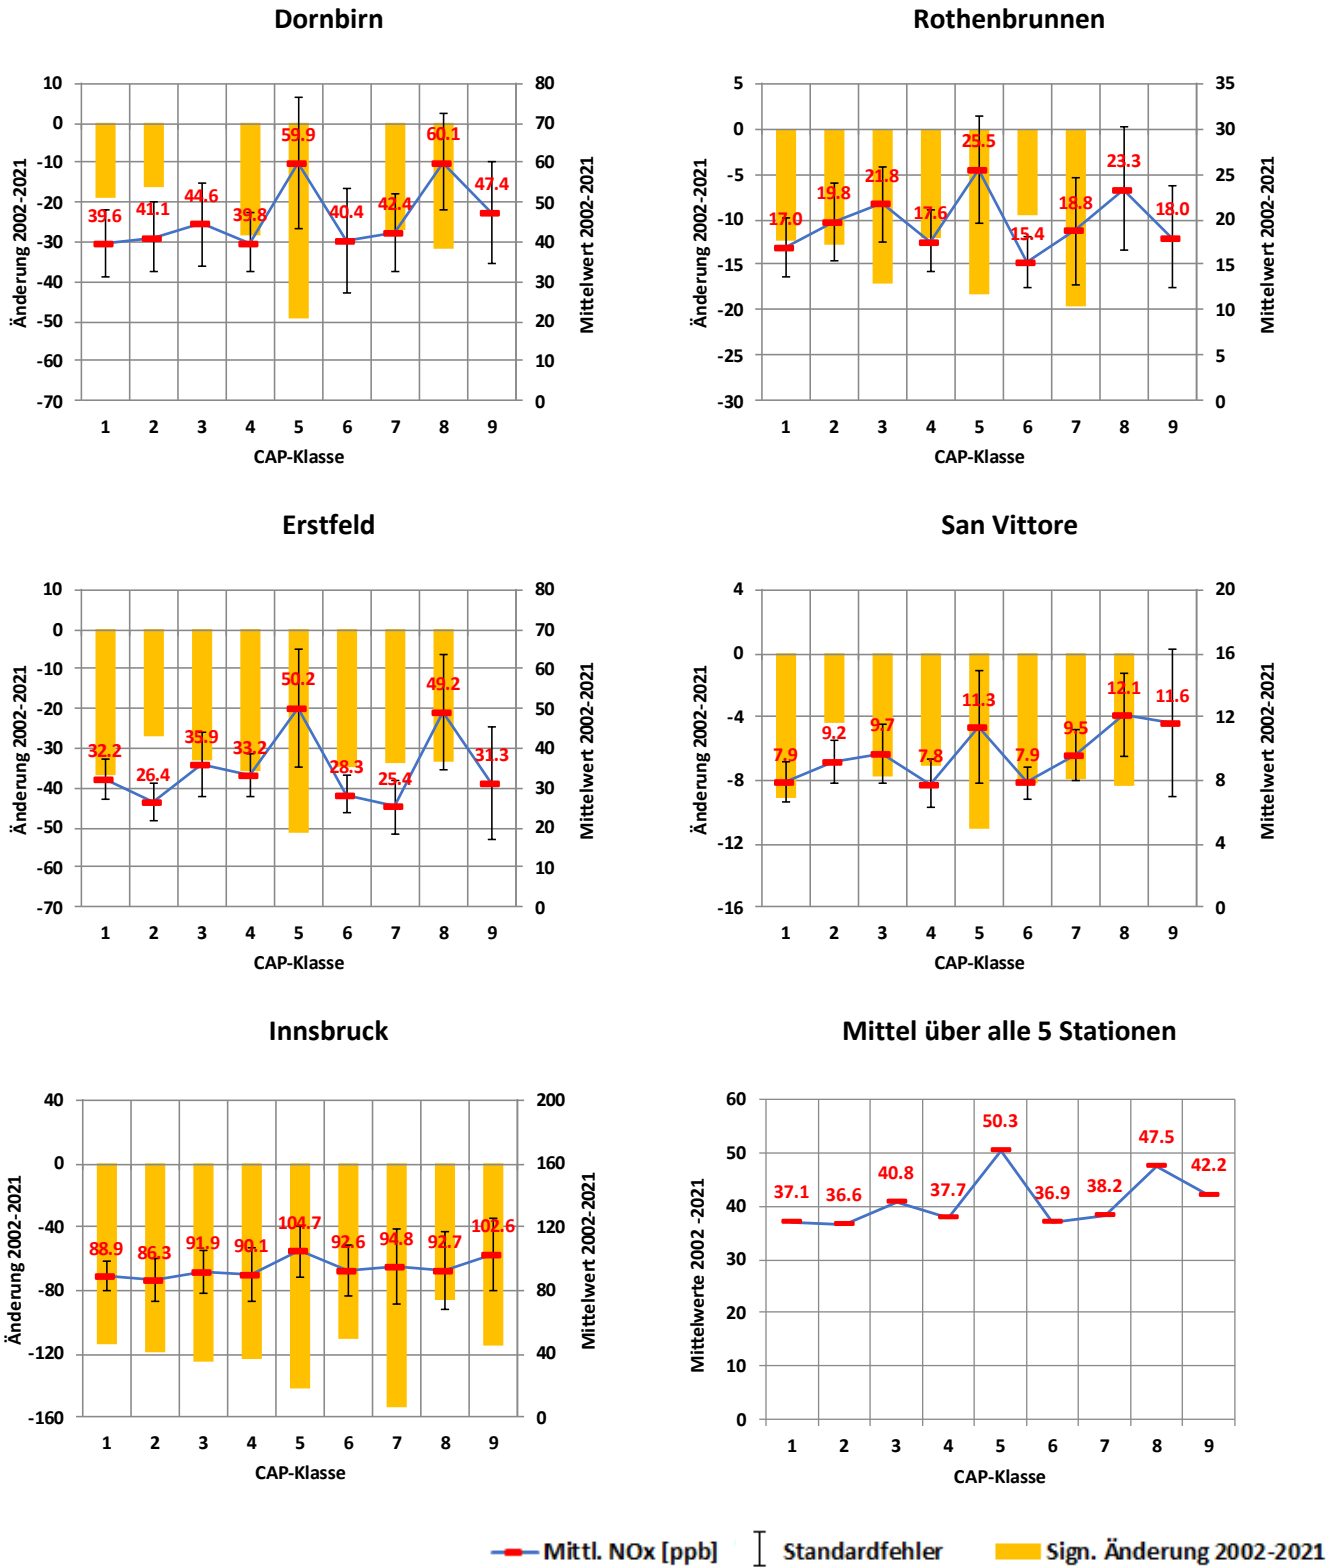 Dornbirn
10
0
-10
-20
-30
-40
-50
-60
-70
Änderung 2002-2021
80
70
60
50
40
30
20
10
0
Mittelwert 2002-2021
39.6 41.1 44.6 39.8 59.9 40.4 42.4 60.1 47.4
1 2 3 4 5 6 7 8 9
CAP-Klasse
Rothenbrunnen
5
0
-5
-10
-15
-20
-25
-30
Änderung 2002-2021
35
30
25
20
15
10
5
0
Mittelwert 2002-2021
17.0 19.8 21.8 17.6 25.5 15.4 18.8 23.3 18.0
1 2 3 4 5 6 7 8 9
CAP-Klasse
Erstfeld
10
0
-10
-20
-30
-40
-50
-60
-70
Änderung 2002-2021
80
70
60
50
40
30
20
10
0
Mittelwert 2002-2021
32.2 26.4 35.9 33.2 50.2 28.3 25.4 49.2 31.3
1 2 3 4 5 6 7 8 9
CAP-Klasse
San Vittore
4
0
-4
-8
-12
-16
Änderung 2002-2021
20
16
12
8
4
0
Mittelwert 2002-2021
7.9 9.2 9.7 7.8 11.3 7.9 9.5 12.1 11.6
1 2 3 4 5 6 7 8 9
CAP-Klasse
Innsbruck
40
0
-40
-80
-120
-160
Änderung 2002-2021
200
160
120
80
40
0
Mittelwert 2002-2021
88.9 86.3 91.9 90.1 104.7 92.6 94.8 92.7 102.6
1 2 3 4 5 6 7 8 9
CAP-Klasse
Mittel über alle 5 Stationen
60
50
40
30
20
10
0
Mittelwerte 2002 -2021
37.1 36.6 40.8 37.7 50.3 36.9 38.2 47.5 42.2
1 2 3 4 5 6 7 8 9
CAP-Klasse
Mittl. NOx [ppb] Standardfehler Sign. Änderung 2002-2021